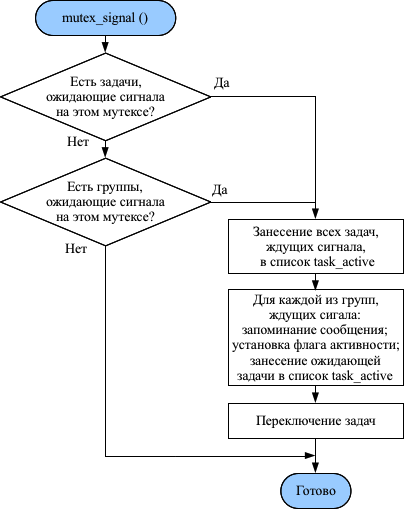 mutex_signal ()
Есть задачи,
ожидающие сигнала
на этом мутексе?
Да
Нет
Есть группы,
ожидающие сигнала
на этом мутексе?
Да
Нет
Занесение всех задач,
ждущих сигнала,
в список task_active
Для каждой из групп,
ждущих сигала:
запоминание сообщения;
установка флага активности;
занесение ожидающей
задачи в список task_active
Переключение задач
Готово